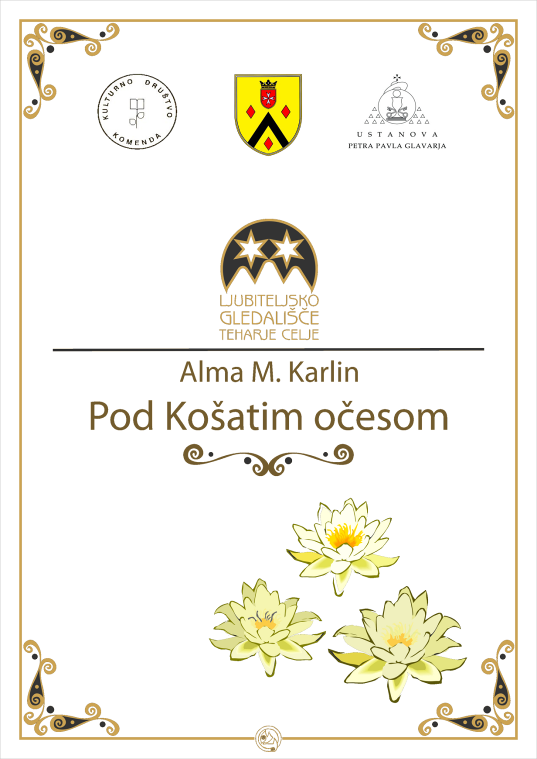 KULTURNO DRUŠTVO
KOMENDA
USTANOVA
PETRA PAVLA GLAVARJA
LJUBITELJSKO
GLEDALIŠČE
TEHARJE CELJE
Alma M. Karlin
Pod Košatim očesom